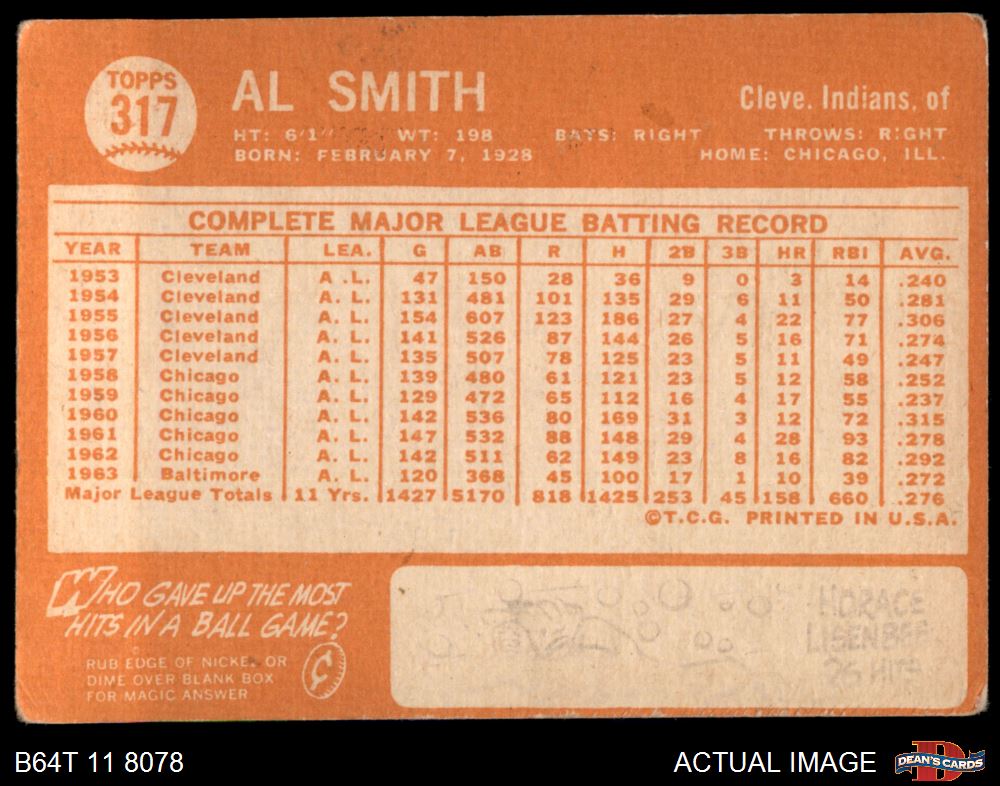 TOPPS
317
AL SMITH
Cleve. Indians, of
HT: 6'1" WT: 198 BATS: RIGHT THROWS: RIGHT
BORN: FEBRUARY 7, 1928 HOME: CHICAGO, ILL.
COMPLETE MAJOR LEAGUE BATTING RECORD
YEAR TEAM LEA. G AB R H 2B 3B HR RBI AVG.
1953 Cleveland A .L. 47 150 28 36 9 0 3 14 .240
1954 Cleveland A. L. 131 481 101 135 29 6 11 50 .281
1955 Cleveland A. L. 154 607 123 186 27 4 22 77 .306
1956 Cleveland A. L. 141 526 87 144 26 5 16 71 .274
1957 Cleveland A. L. 135 507 78 125 23 5 11 49 .247
1958 Chicago A. L. 139 480 61 121 23 5 12 58 .252
1959 Chicago A. L. 129 472 65 112 16 4 17 55 .237
1960 Chicago A. L. 142 536 80 169 31 3 12 72 .315
1961 Chicago A. L. 147 532 88 148 29 4 28 93 .278
1962 Chicago A. L. 142 511 62 149 23 8 16 82 .292
1963 Baltimore A. L. 120 368 45 100 17 1 10 39 .272
Major League Totals 11 Yrs. 1427 5170 818 1425 253 45 158 660 .276
©T.C.G. PRINTED IN U.S.A.
WHO GAVE UP THE MOST
HITS IN A BALL GAME?
RUB EDGE OF NICKEL OR
DIME OVER BLANK BOX
FOR MAGIC ANSWER
¢
HORACE
LISENBEE
26 HITS
B64T 11 8078
ACTUAL IMAGE
D
DEAN'S CARDS